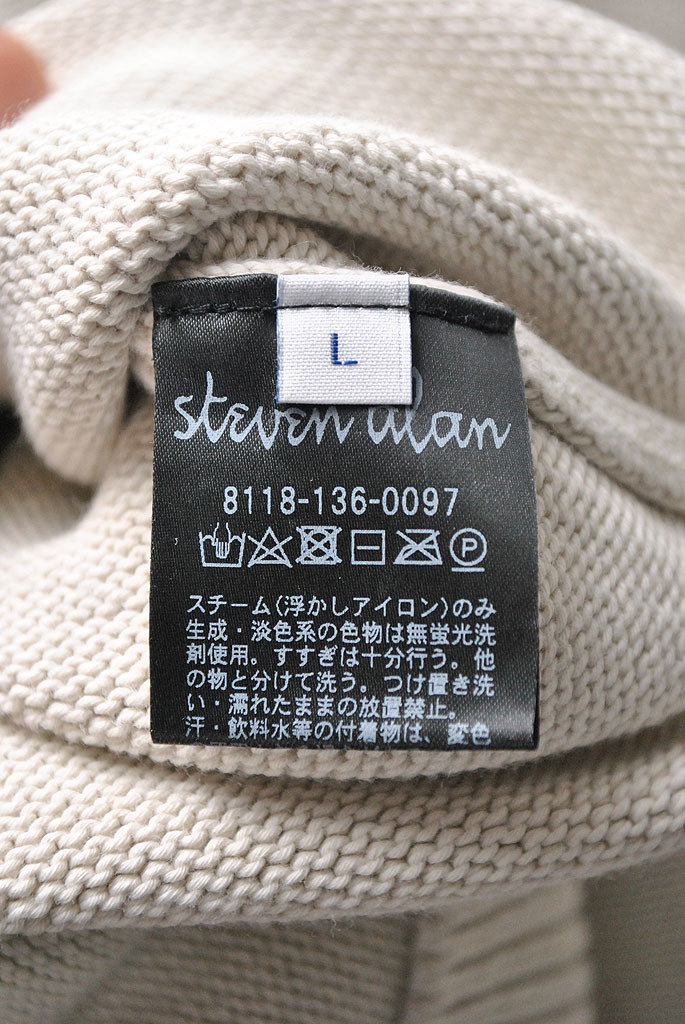 L
steven alan
8118-136-0097
P
スチーム(浮かしアイロン)のみ
生成・淡色系の色物は無蛍光洗
剤使用。すすぎは十分行う。他
の物と分けて洗う。つけ置き洗
い・濡れたままの放置禁止。
汗・飲料水等の付着物は、変色